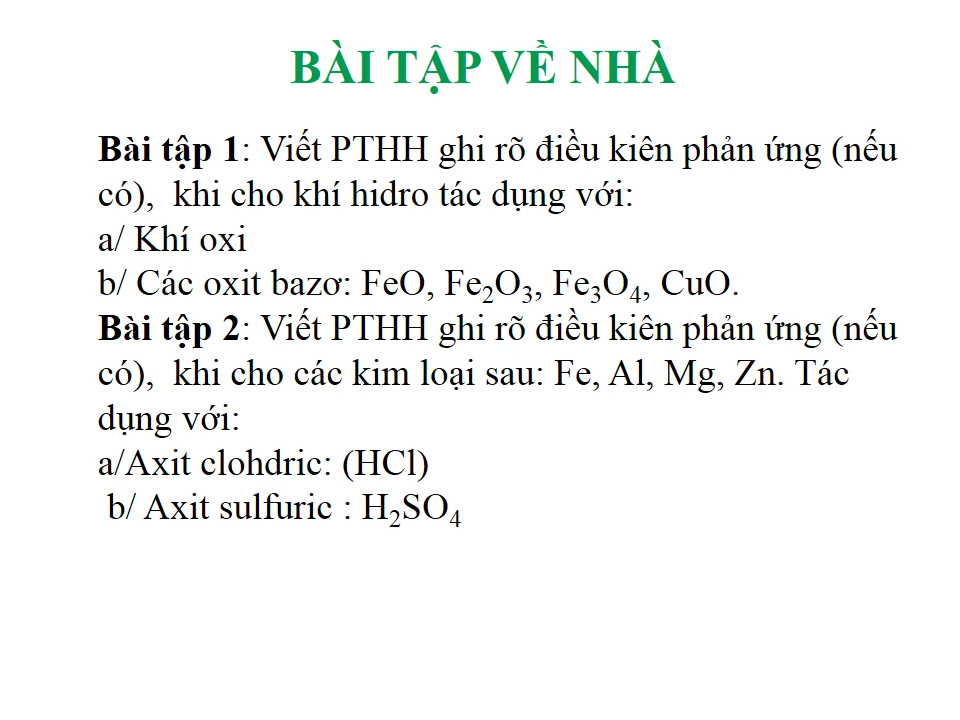 BÀI TẬP VỀ NHÀ
Bài tập 1: Viết PTHH ghi rõ điều kiên phản ứng (nếu
có),  khi cho khí hidro tác dụng với:
a/ Khí oxi
b/ Các oxit bazơ: FeO, Fe₂O₃, Fe₃O₄, CuO.
Bài tập 2: Viết PTHH ghi rõ điều kiên phản ứng (nếu
có),  khi cho các kim loại sau: Fe, Al, Mg, Zn. Tác
dụng với:
a/Axit clohdric: (HCl)
b/ Axit sulfuric : H₂SO₄